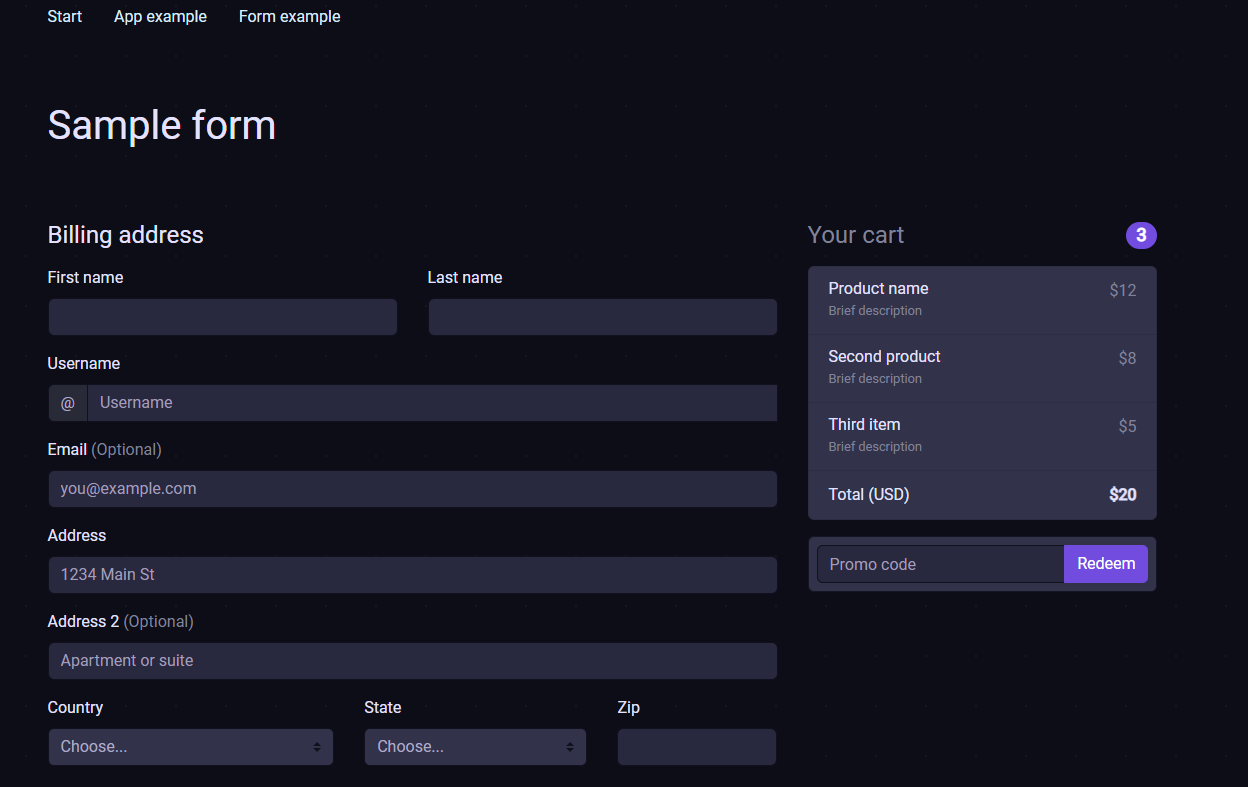 Start App example Form example
Sample form
Billing address
First name Last name
Username
@ Username
Email (Optional)
you@example.com
Address
1234 Main St
Address 2 (Optional)
Apartment or suite
Country State Zip
Choose... Choose...
Your cart 3
Product name $12
Brief description
Second product $8
Brief description
Third item $5
Brief description
Total (USD) $20
Promo code Redeem